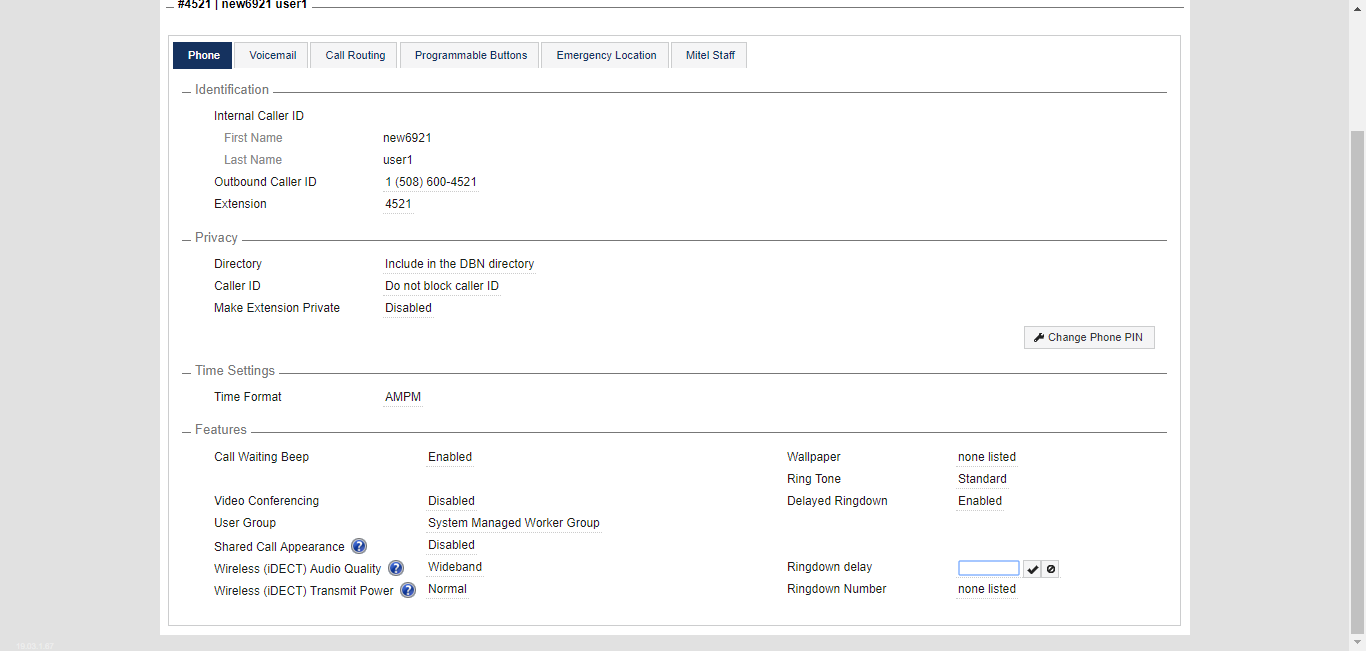 #4521 | new6921 user1
Phone Voicemail Call Routing Programmable Buttons Emergency Location Mitel Staff
Identification
Internal Caller ID
First Name new6921
Last Name user1
Outbound Caller ID 1 (508) 600-4521
Extension 4521
Privacy
Directory Include in the DBN directory
Caller ID Do not block caller ID
Make Extension Private Disabled
Change Phone PIN
Time Settings
Time Format AMPM
Features
Call Waiting Beep Enabled Wallpaper none listed
Ring Tone Standard
Video Conferencing Disabled Delayed Ringdown Enabled
User Group System Managed Worker Group
Shared Call Appearance ? Disabled
Wireless (iDECT) Audio Quality ? Wideband Ringdown delay
Wireless (iDECT) Transmit Power ? Normal Ringdown Number none listed